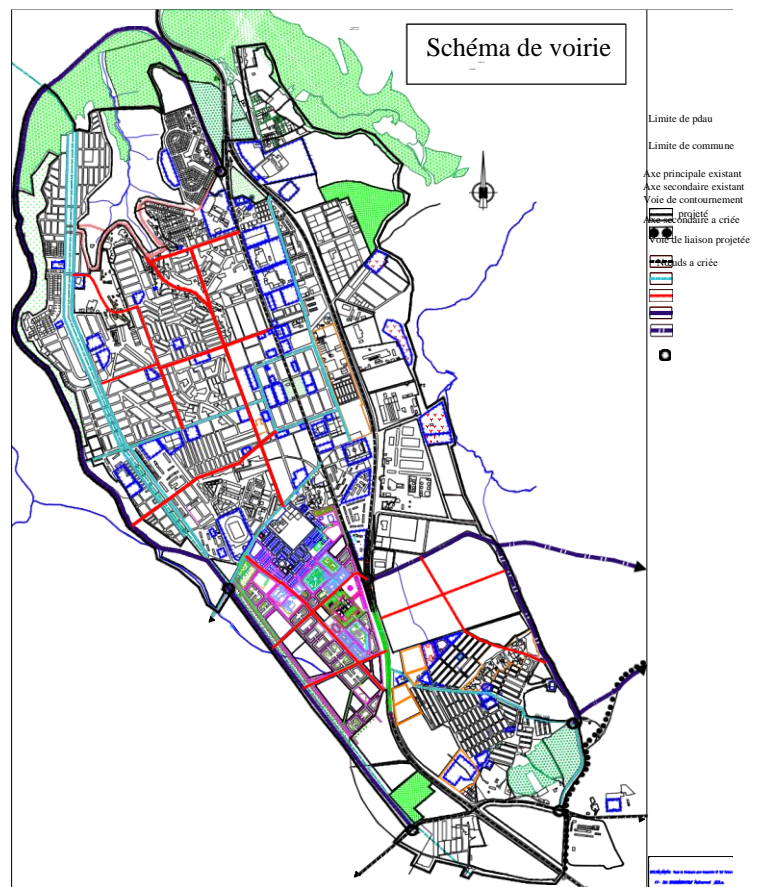 Schéma de voirie
Limite de pdau
Limite de commune
Axe principale existant
Axe secondaire existant
Voie de contournement
projeté
Axe secondaire a criée
Voie de liaison projetée
Nœuds a criée